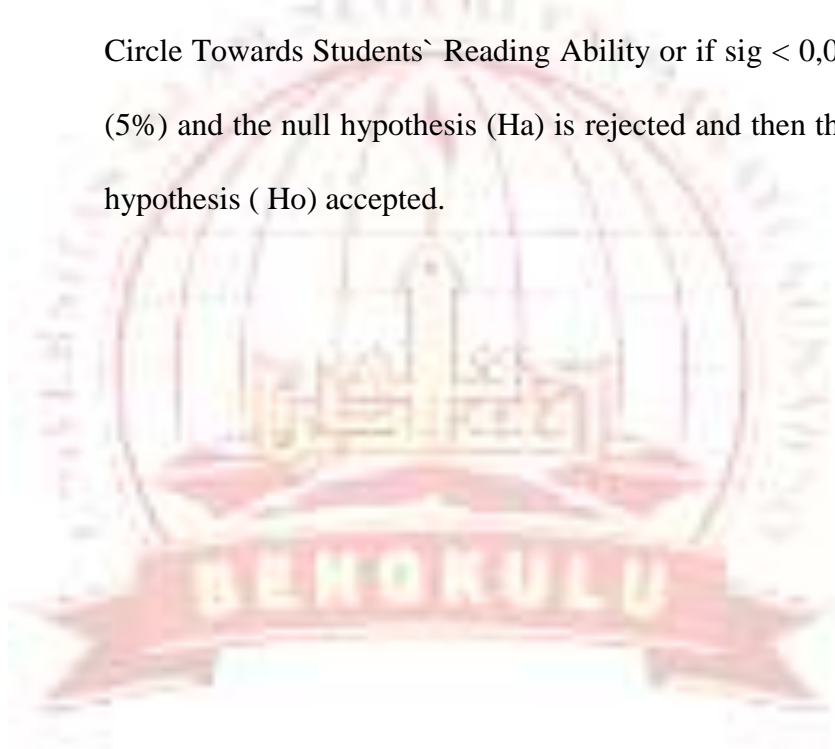 Circle Towards Students` Reading Ability or if sig < 0,0
(5%) and the null hypothesis (Ha) is rejected and then th
hypothesis ( Ho) accepted.
BENGKULU